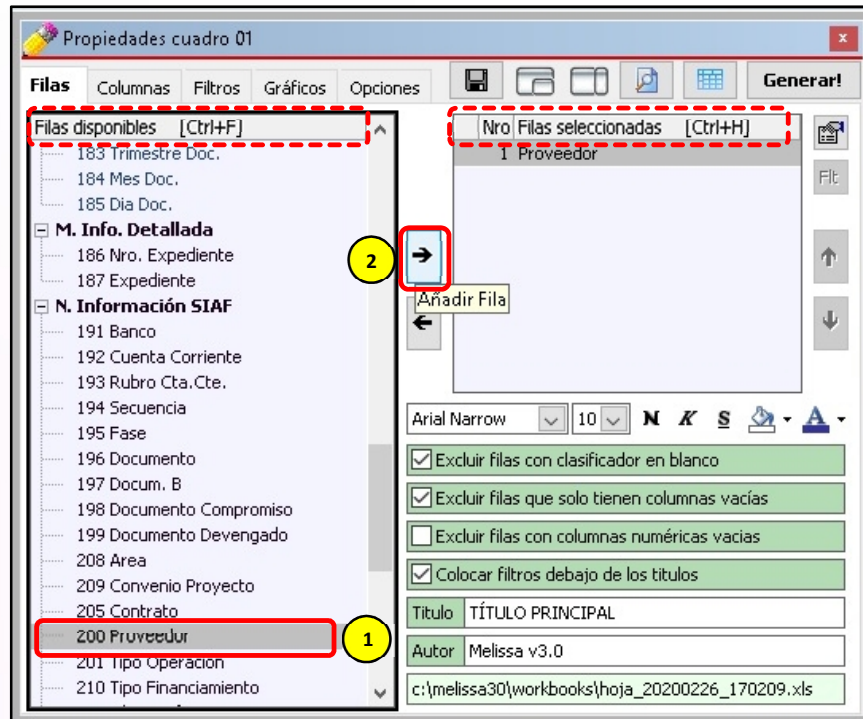 Propiedades cuadro 01
x
Filas Columnas Filtros Gráficos Opciones Generar!
Filas disponibles [Ctrl+F]
183 Trimestre Doc.
184 Mes Doc.
185 Dia Doc.
M. Info. Detallada
186 Nro. Expediente
187 Expediente
N. Información SIAF
191 Banco
192 Cuenta Corriente
193 Rubro Cta.Cte.
194 Secuencia
195 Fase
196 Documento
197 Docum. B
198 Documento Compromiso
199 Documento Devengado
208 Area
209 Convenio Proyecto
205 Contrato
200 Proveedor
1
201 Tipo Operación
210 Tipo Financiamiento
2
Añadir Fila
Nro Filas seleccionadas [Ctrl+H]
1 Proveedor
Flt
Arial Narrow 10 N K S A
Excluir filas con clasificador en blanco
Excluir filas que solo tienen columnas vacías
Excluir filas con columnas numéricas vacias
Colocar filtros debajo de los titulos
Titulo TÍTULO PRINCIPAL
Autor Melissa v3.0
c:\melissa30\workbooks\hoja_20200226_170209.xls